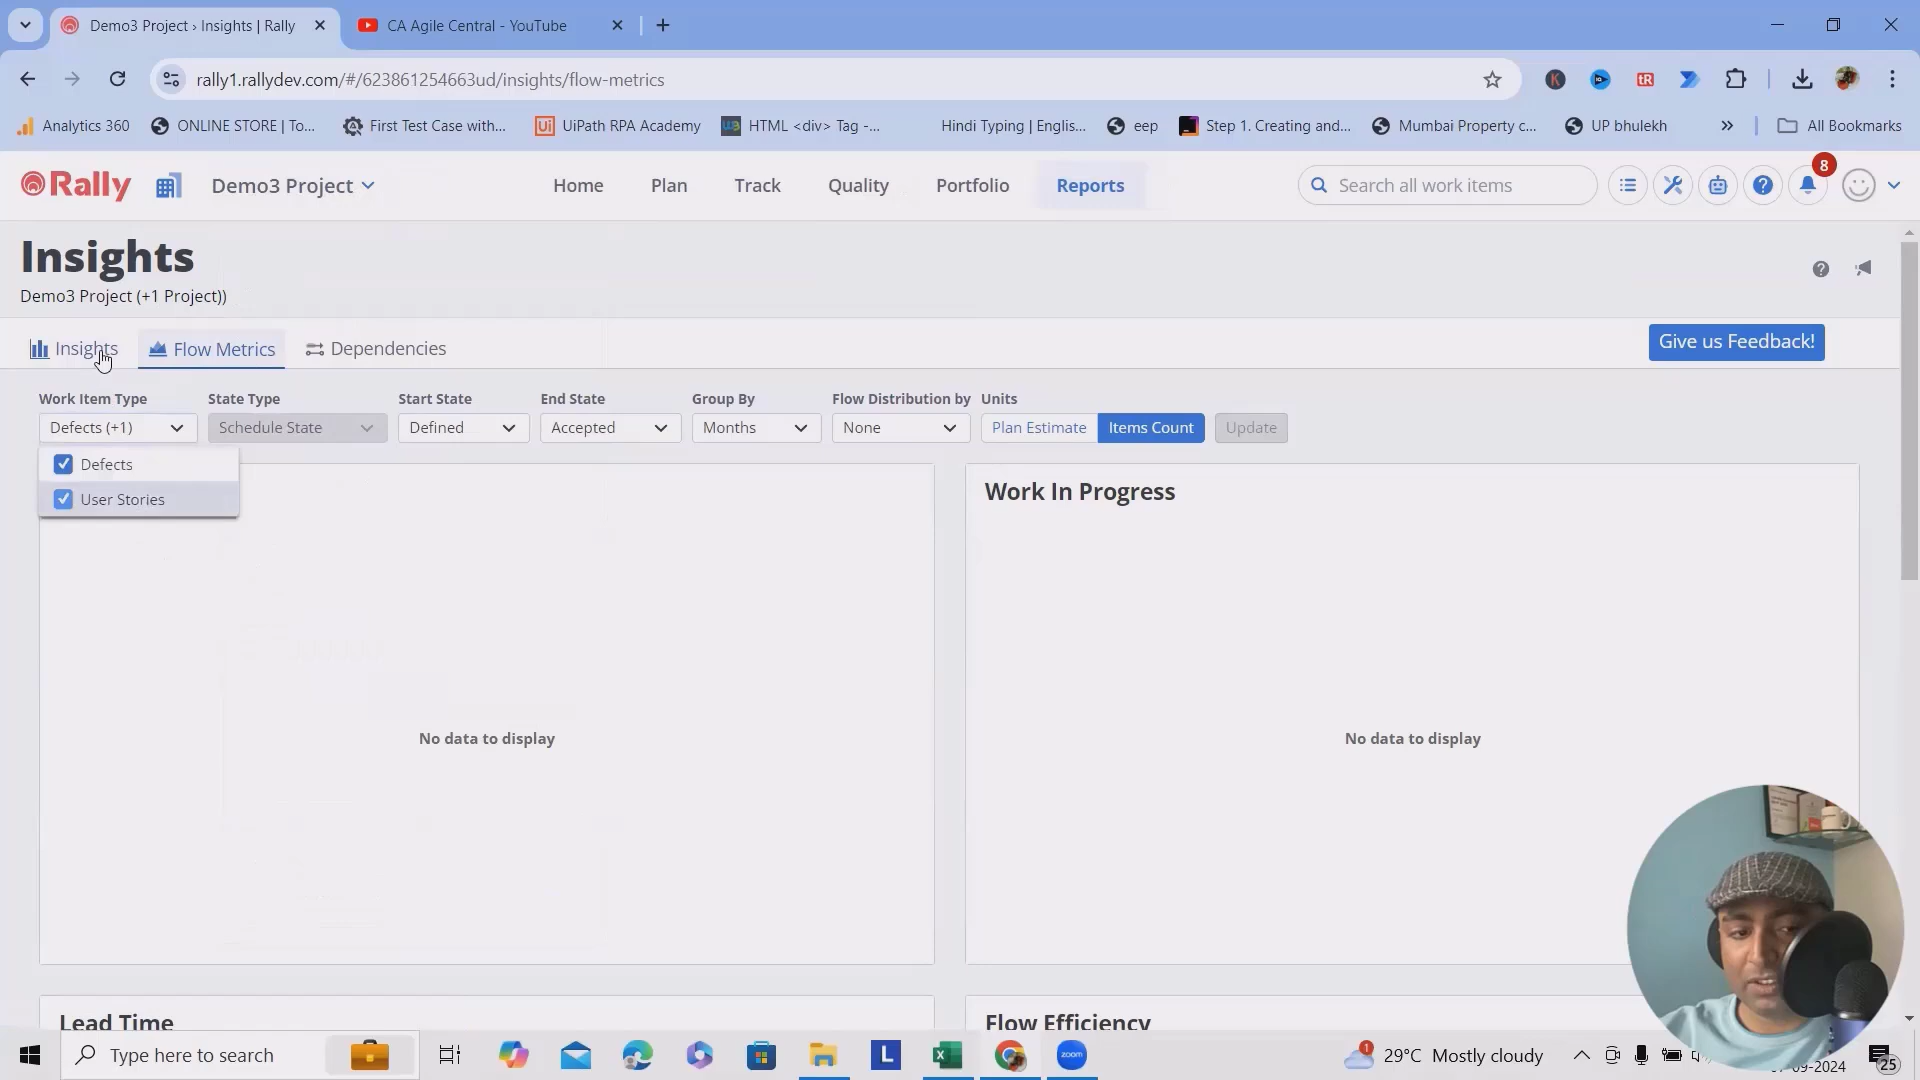 Demo3 Project › Insights | Rally
CA Agile Central - YouTube
rally1.rallydev.com/#/623861254663ud/insights/flow-metrics
K
tR
Analytics 360
ONLINE STORE | To...
First Test Case with...
UiPath RPA Academy
HTML <div> Tag -...
Hindi Typing | Englis...
eep
Step 1. Creating and...
Mumbai Property c...
UP bhulekh
All Bookmarks
Rally
Demo3 Project
Home
Plan
Track
Quality
Portfolio
Reports
Search all work items
8
Insights
Demo3 Project (+1 Project))
Insights
Flow Metrics
Dependencies
Give us Feedback!
Work Item Type
State Type
Start State
End State
Group By
Flow Distribution by
Units
Defects (+1)
Schedule State
Defined
Accepted
Months
None
Plan Estimate
Items Count
Update
Defects
User Stories
Work In Progress
No data to display
No data to display
Lead Time
Flow Efficiency
Type here to search
L
zoom
1
29°C Mostly cloudy
25